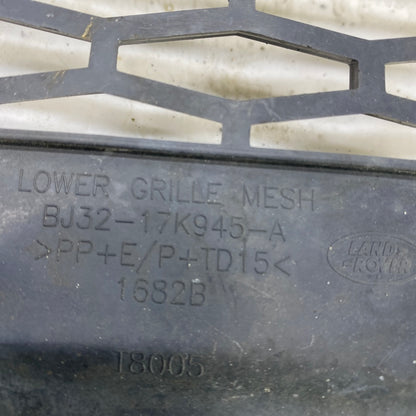 LOWER GRILLE MESH
BJ32-17K945-A
>PP+E/P+TD15<
1682B
LAND
ROVER
18005